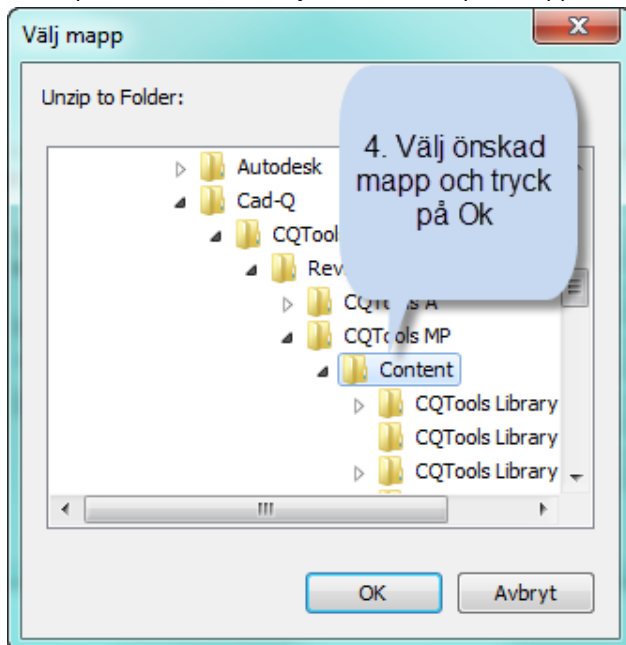 Välj mapp
Unzip to Folder:
4. Välj önskad
mapp och tryck
på Ok
Autodesk
Cad-Q
CQTool
Rev
CQTools A
CQTools MP
Content
CQTools Library
CQTools Library
CQTools Library
OK
Avbryt